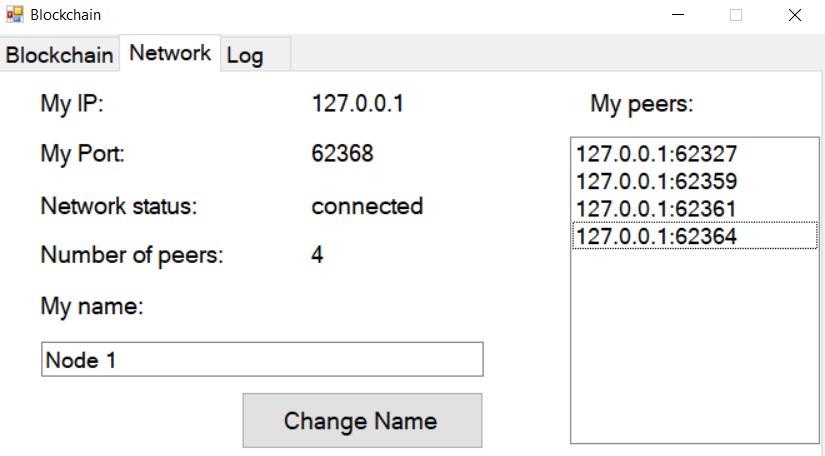 Blockchain
Blockchain Network Log
My IP: 127.0.0.1
My Port: 62368
Network status: connected
Number of peers: 4
My name:
Node 1
Change Name
My peers:
127.0.0.1:62327
127.0.0.1:62359
127.0.0.1:62361
127.0.0.1:62364